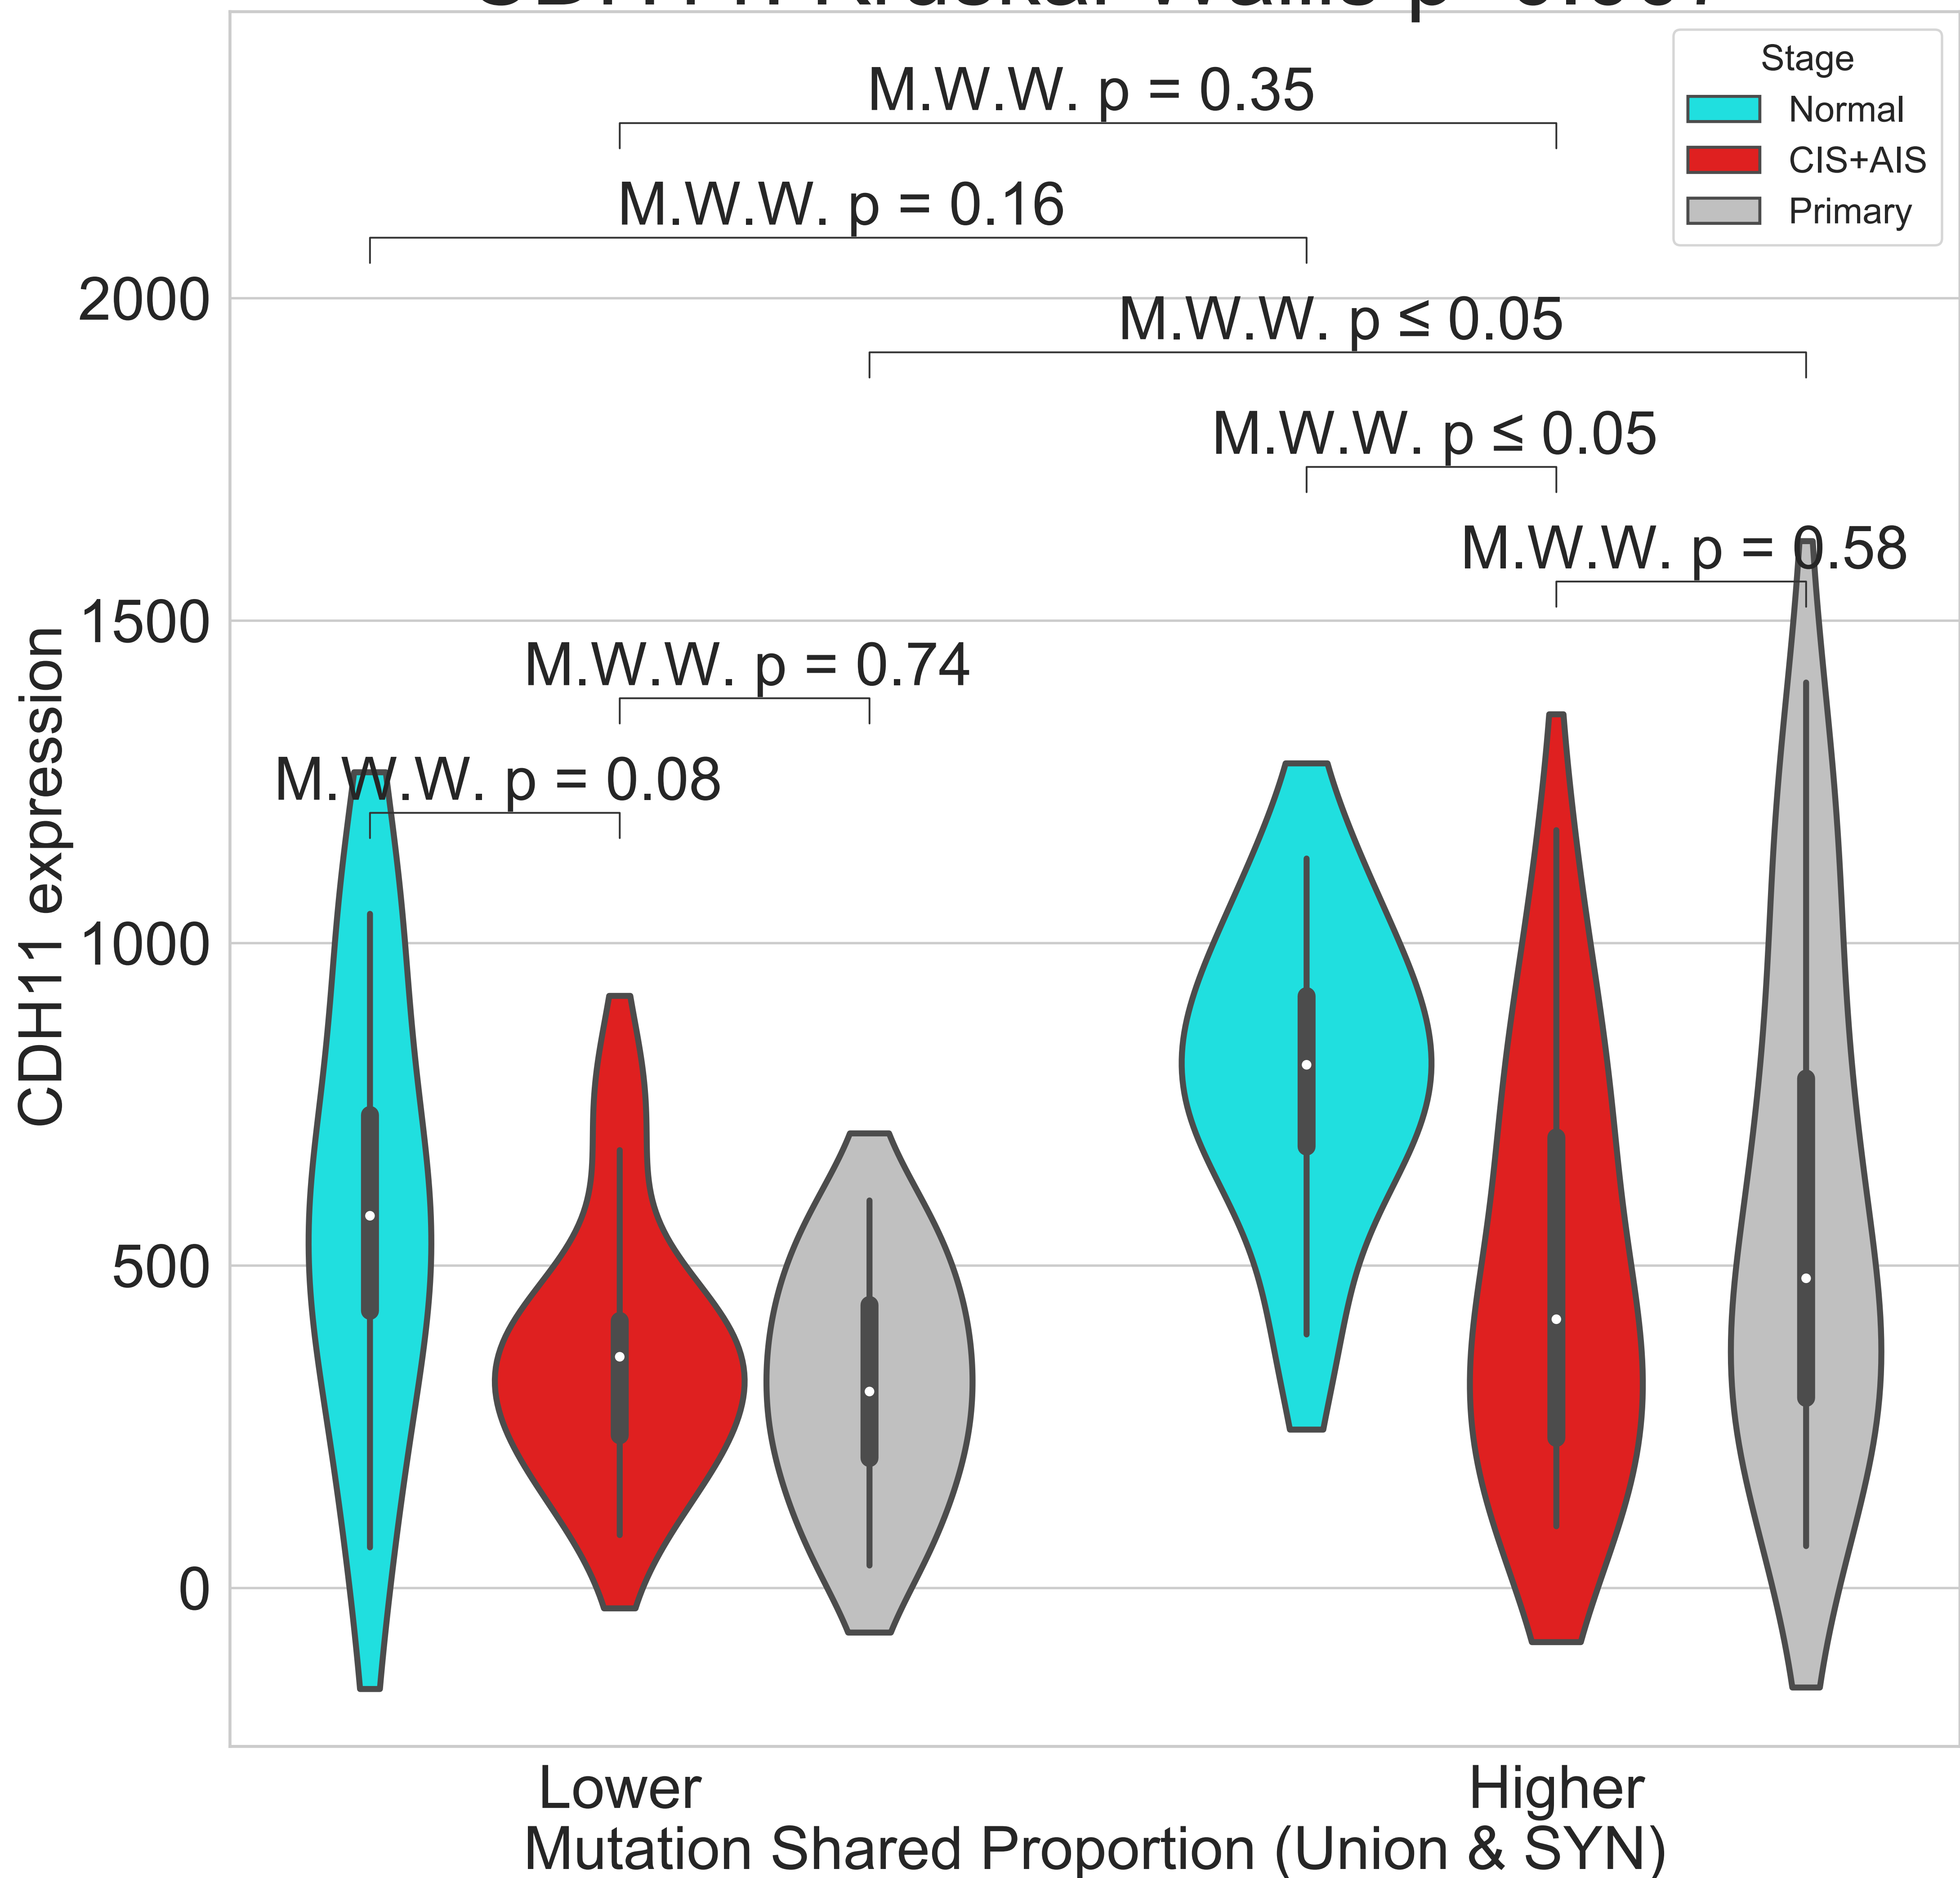 Stage
Normal
CIS+AIS
Primary
M.W.W. p = 0.35
M.W.W. p = 0.16
M.W.W. p ≤ 0.05
M.W.W. p ≤ 0.05
M.W.W. p = 0.58
M.W.W. p = 0.74
M.W.W. p = 0.08
2000
1500
1000
500
0
CDH11 expression
Lower
Higher
Mutation Shared Proportion (Union & SYN)